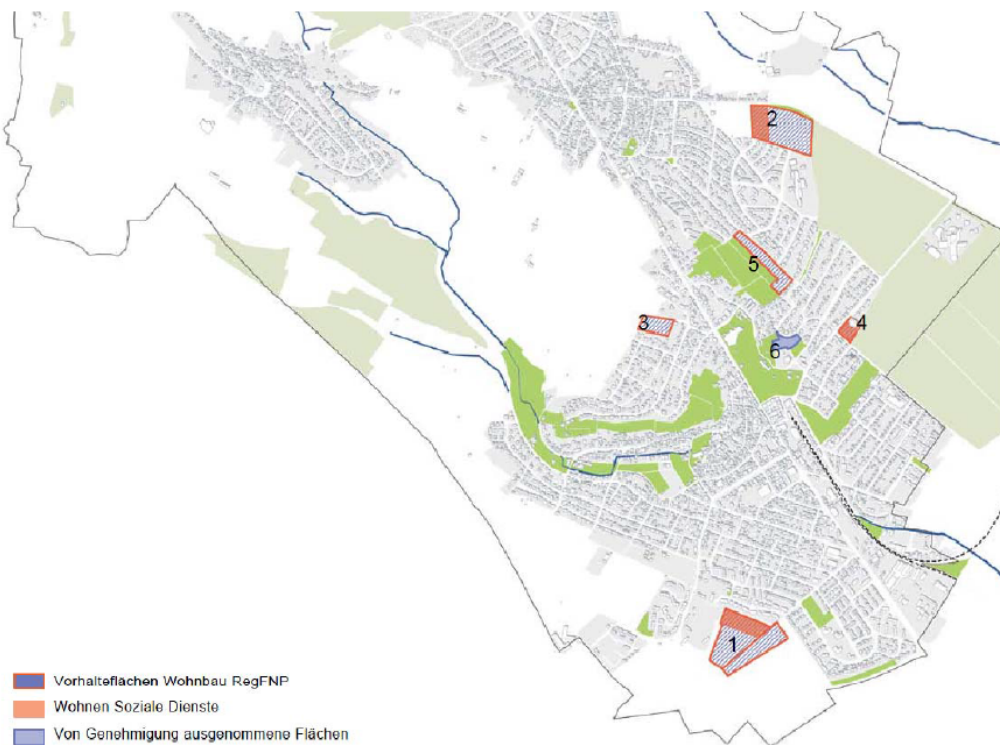 2
5
3
4
6
1
Vorhalteflächen Wohnbau RegFNP
Wohnen Soziale Dienste
Von Genehmigung ausgenommene Flächen